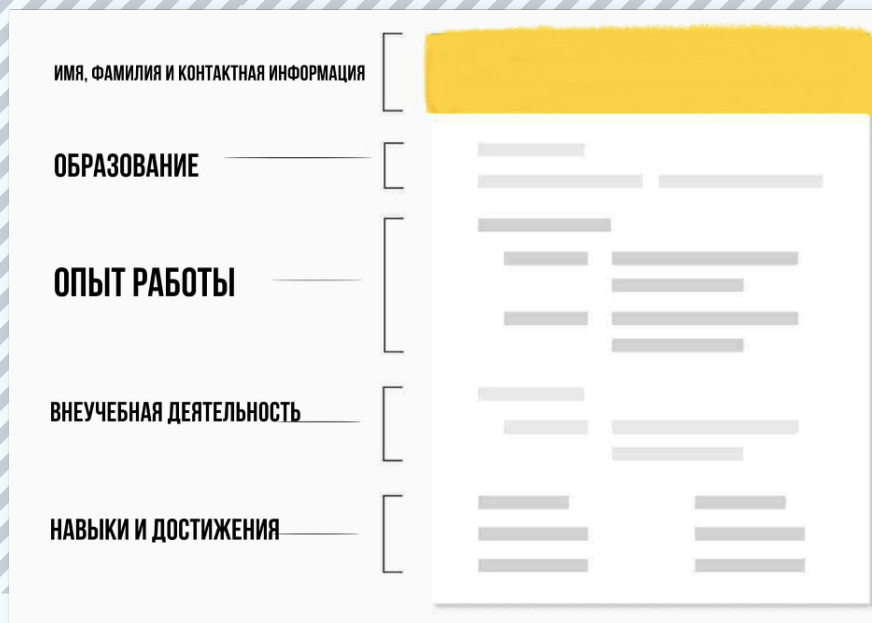 ИМЯ, ФАМИЛИЯ И КОНТАКТНАЯ ИНФОРМАЦИЯ
ОБРАЗОВАНИЕ
ОПЫТ РАБОТЫ
ВНЕУЧЕБНАЯ ДЕЯТЕЛЬНОСТЬ
НАВЫКИ И ДОСТИЖЕНИЯ